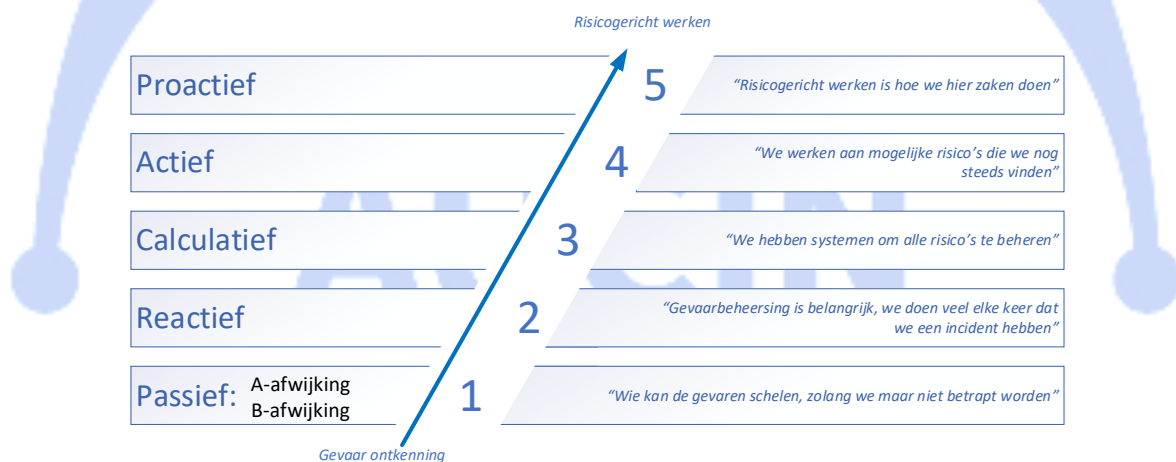 Risicogericht werken
Proactief
5
“Risicogericht werken is hoe we hier zaken doen”
Actief
4
“We werken aan mogelijke risico’s die we nog
steeds vinden”
Calculatief
3
“We hebben systemen om alle risico’s te beheren”
Reactief
2
“Gevaarbeheersing is belangrijk, we doen veel elke keer dat
we een incident hebben”
Passief:
A-afwijking
B-afwijking
1
“Wie kan de gevaren schelen, zolang we maar niet betrapt worden”
Gevaar ontkenning